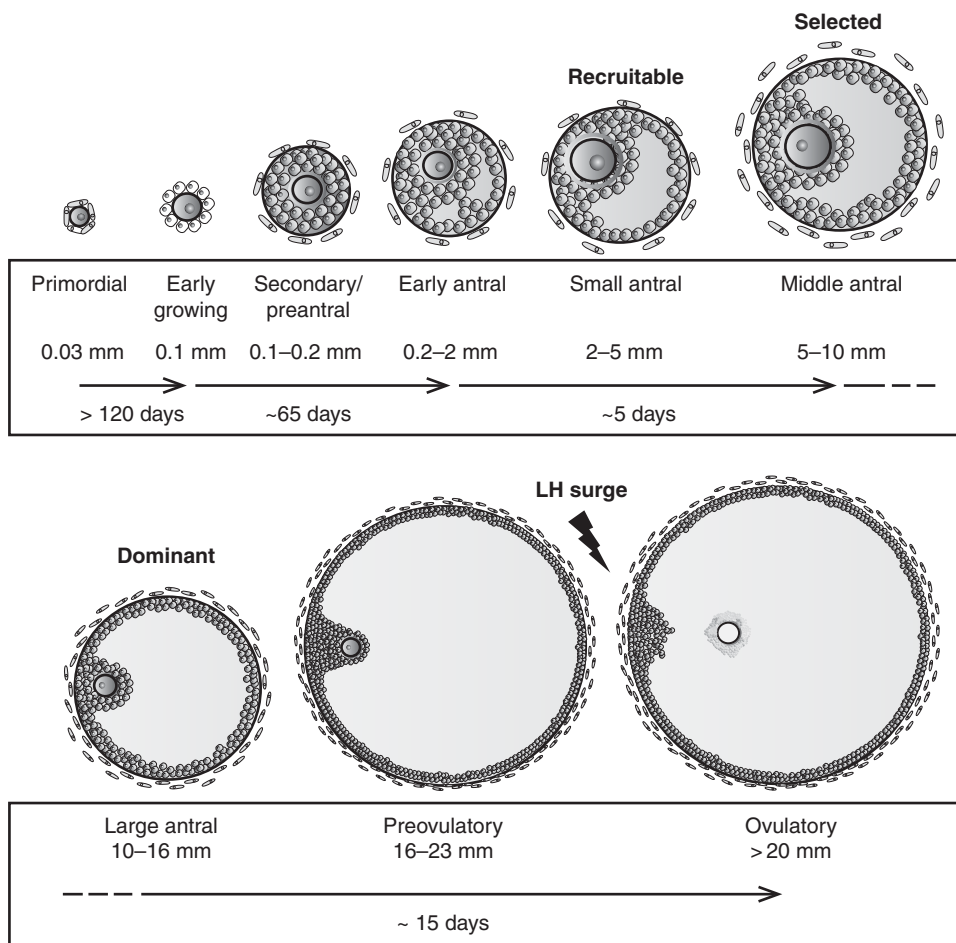 Selected
Recruitable
Primordial
Early
growing
Secondary/
preantral
Early antral
Small antral
Middle antral
0.03 mm
0.1 mm
0.1–0.2 mm
0.2–2 mm
2–5 mm
5–10 mm
> 120 days
~65 days
~5 days
LH surge
Dominant
Large antral
10–16 mm
Preovulatory
16–23 mm
Ovulatory
> 20 mm
~ 15 days